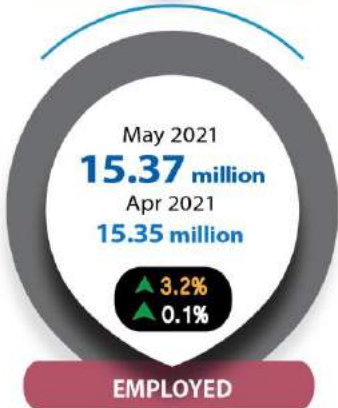 May 2021
15.37 million
Apr 2021
15.35 million
▲ 3.2%
▲ 0.1%
EMPLOYED